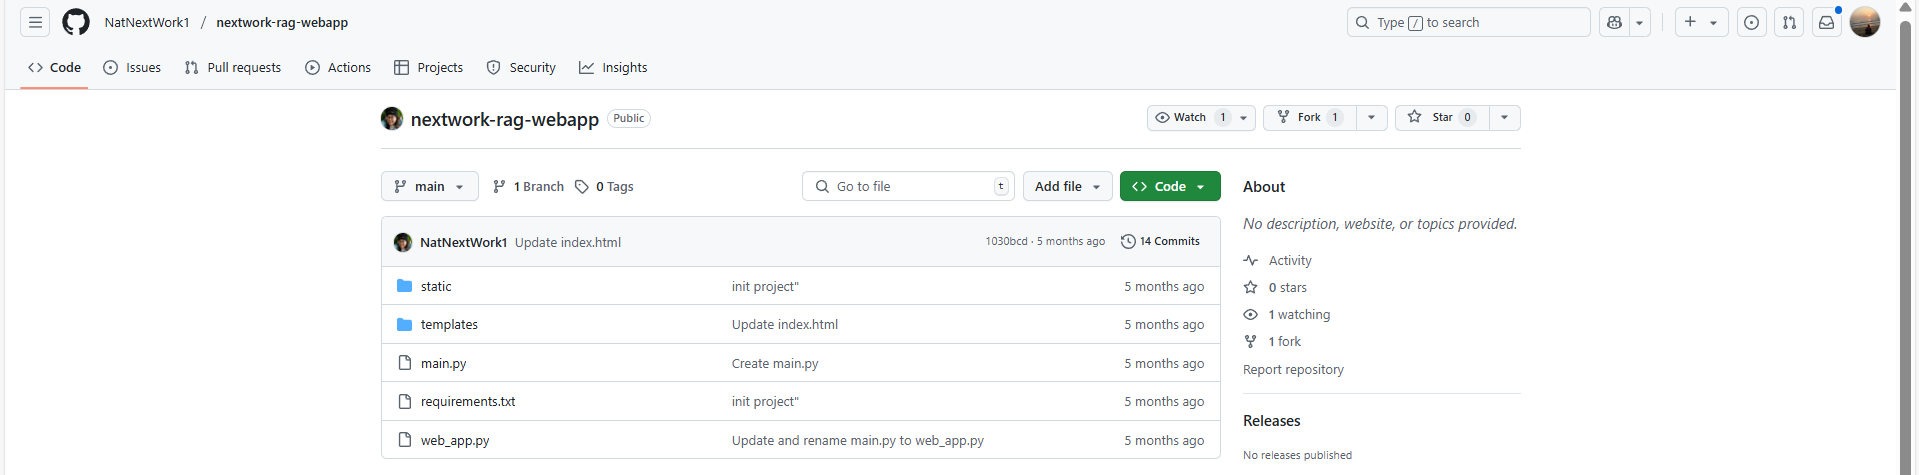 NatNextWork1 / nextwork-rag-webapp
Type / to search
Code Issues Pull requests Actions Projects Security Insights
nextwork-rag-webapp Public
Watch 1 Fork 1 Star 0
main 1 Branch 0 Tags Go to file t Add file Code
NatNextWork1 Update index.html 1030bcd · 5 months ago 14 Commits
static init project" 5 months ago
templates Update index.html 5 months ago
main.py Create main.py 5 months ago
requirements.txt init project" 5 months ago
web_app.py Update and rename main.py to web_app.py 5 months ago
About
No description, website, or topics provided.
Activity
0 stars
1 watching
1 fork
Report repository
Releases
No releases published